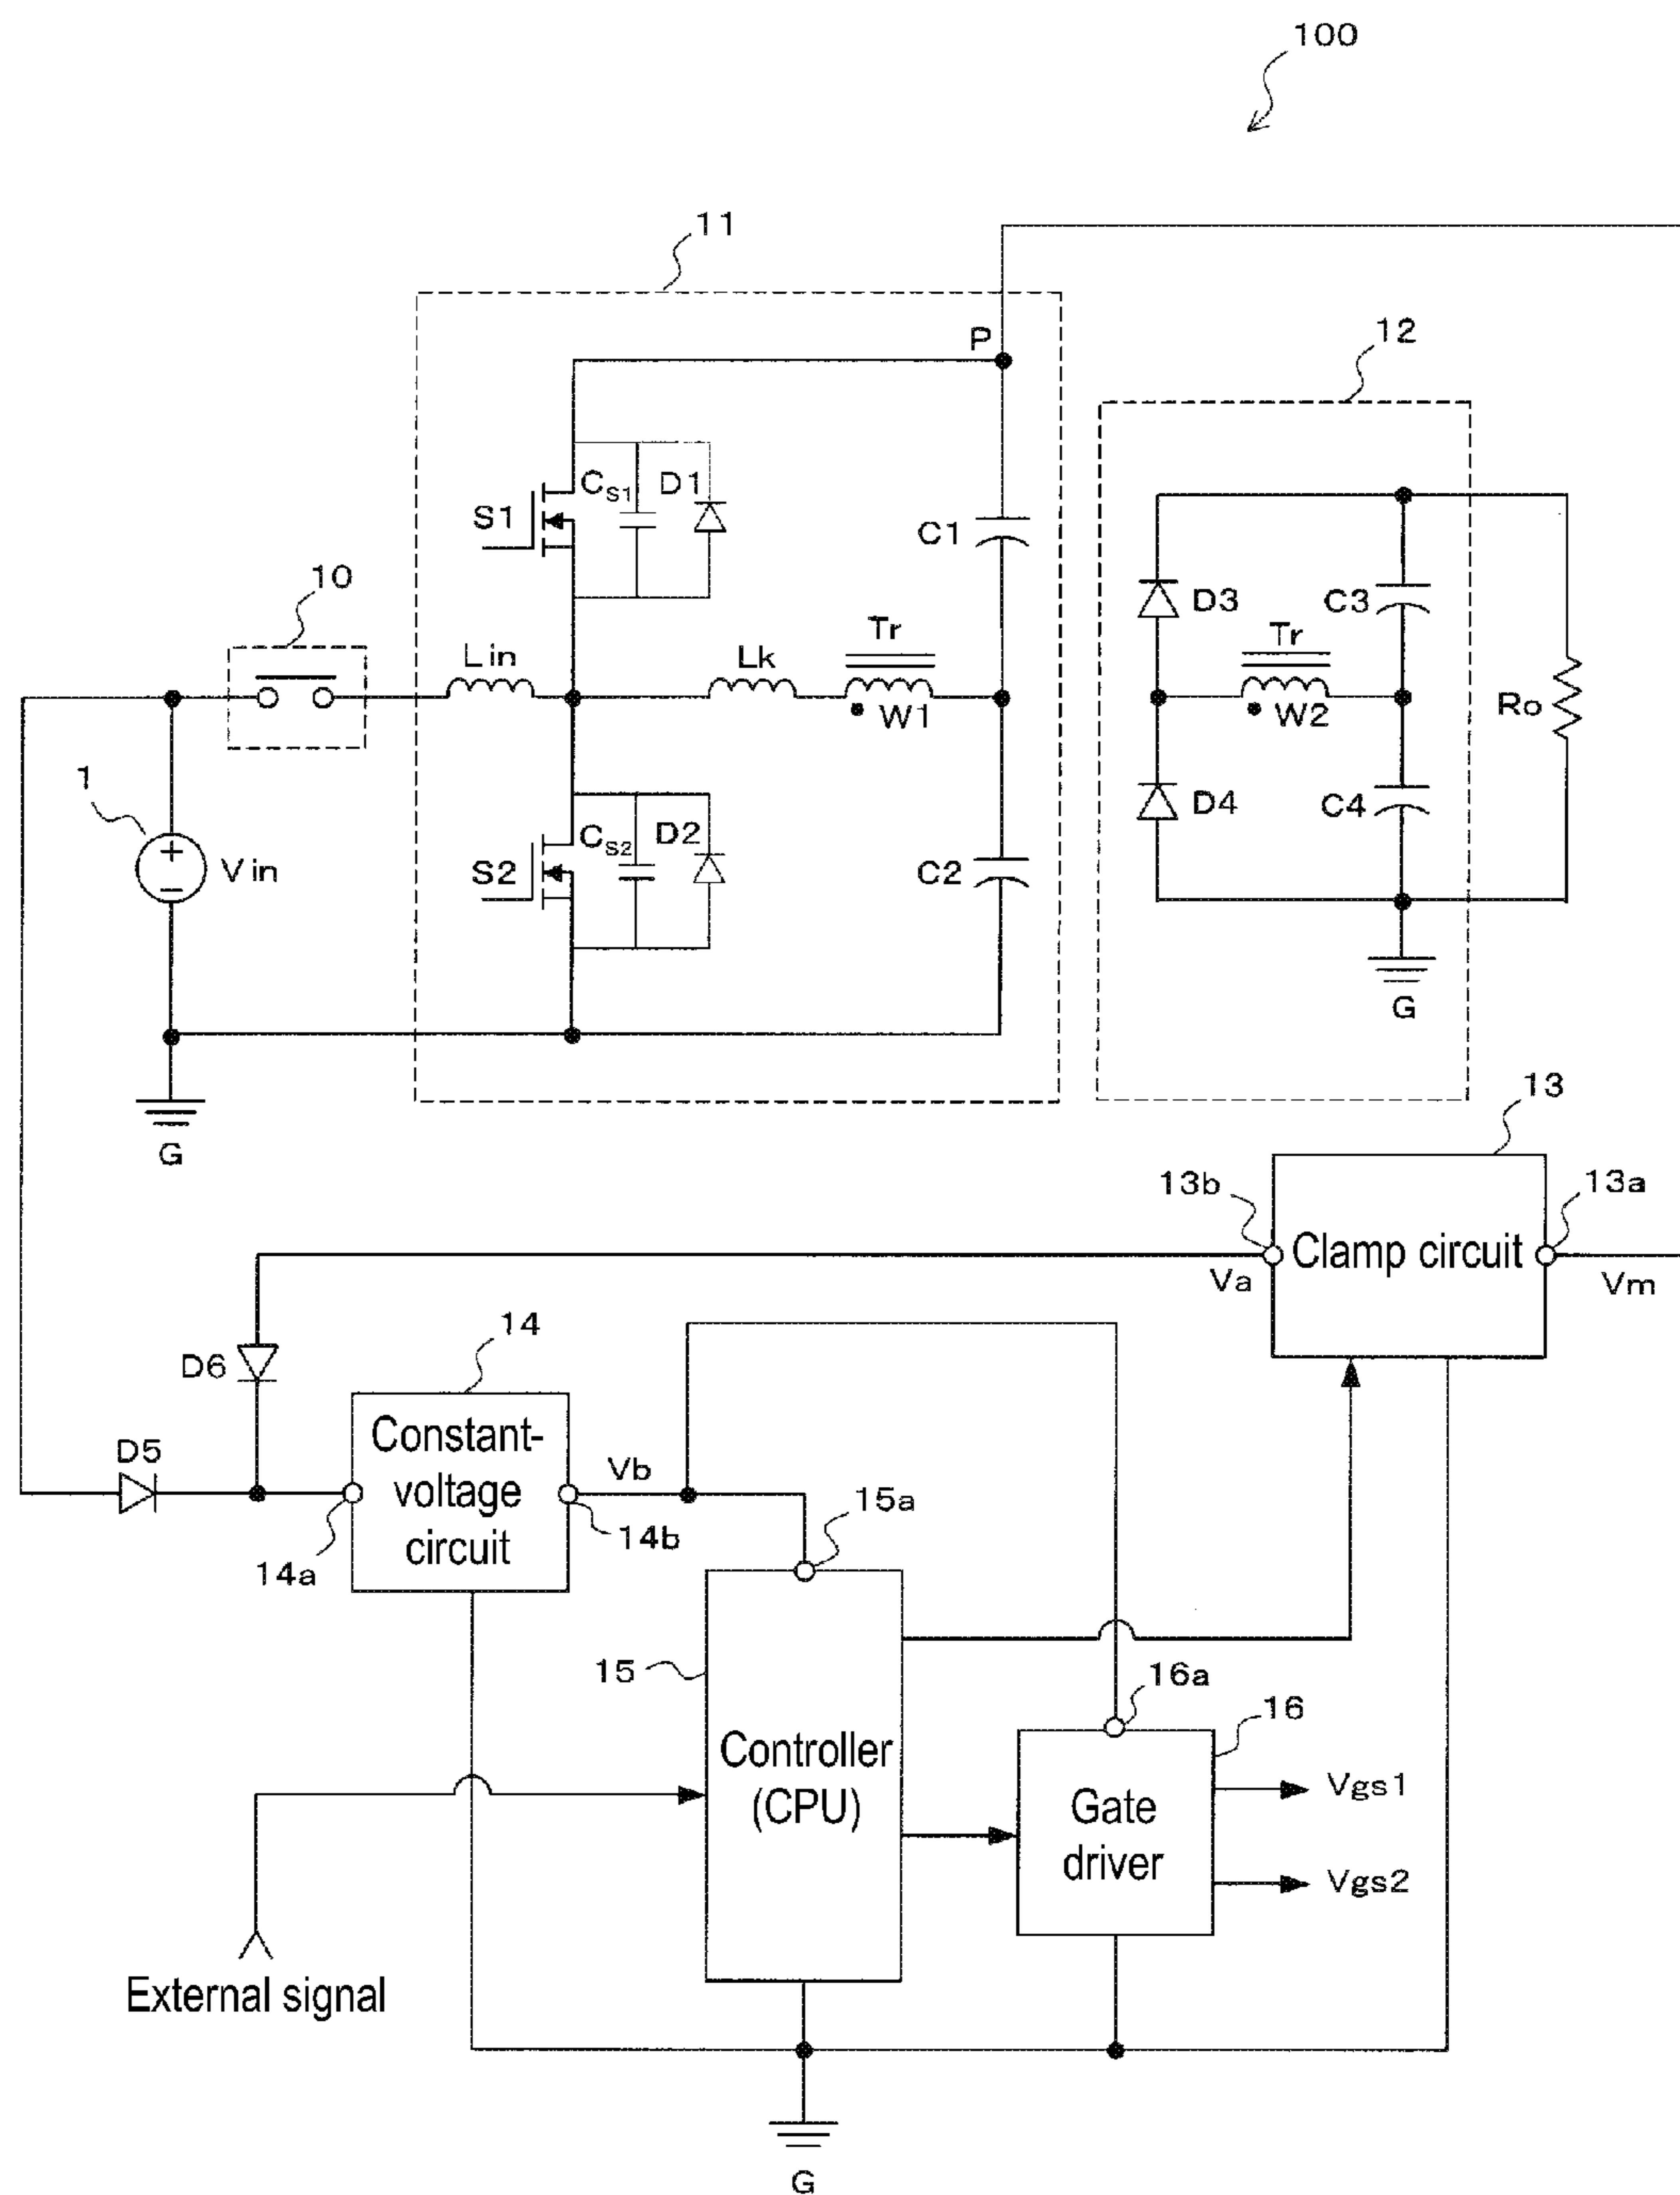 100
11
P
12
S1
CS1
D1
C1
10
D3
C3
Tr
Tr
Lin
Lk
W1
W2
Ro
1
+
−
Vin
S2
CS2
D2
C2
D4
C4
G
G
13
13b
13a
Clamp circuit
Va
Vm
14
D6
Constant-
voltage
circuit
D5
Vb
15a
14b
14a
15
16a
16
Controller
(CPU)
Gate
driver
Vgs1
Vgs2
External signal
G